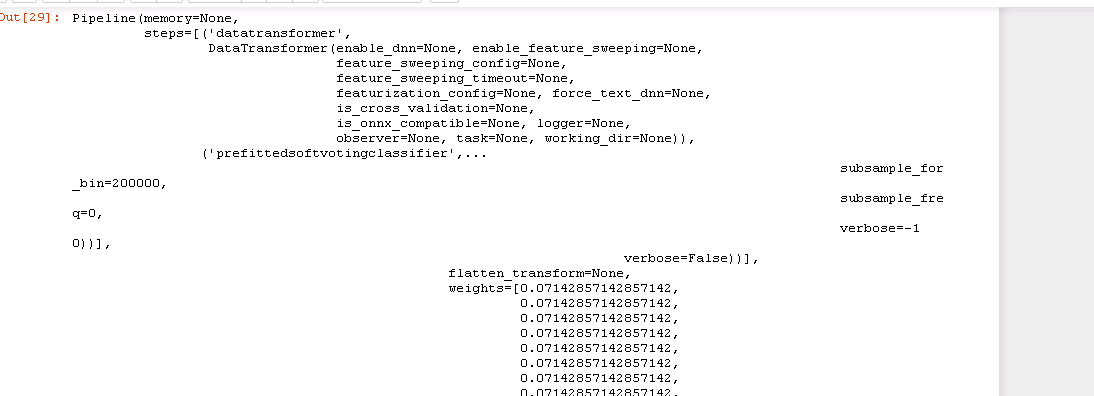 Out[29]: Pipeline(memory=None,
steps=[('datatransformer',
DataTransformer(enable_dnn=None, enable_feature_sweeping=None,
feature_sweeping_config=None,
feature_sweeping_timeout=None,
featurization_config=None, force_text_dnn=None,
is_cross_validation=None,
is_onnx_compatible=None, logger=None,
observer=None, task=None, working_dir=None)),
('prefittedsoftvotingclassifier',...
subsample_for
_bin=200000,
subsample_fre
q=0,
verbose=-1
0))],
verbose=False))],
flatten_transform=None,
weights=[0.07142857142857142,
0.07142857142857142,
0.07142857142857142,
0.07142857142857142,
0.07142857142857142,
0.07142857142857142,
0.07142857142857142,
0.07142857142857142,